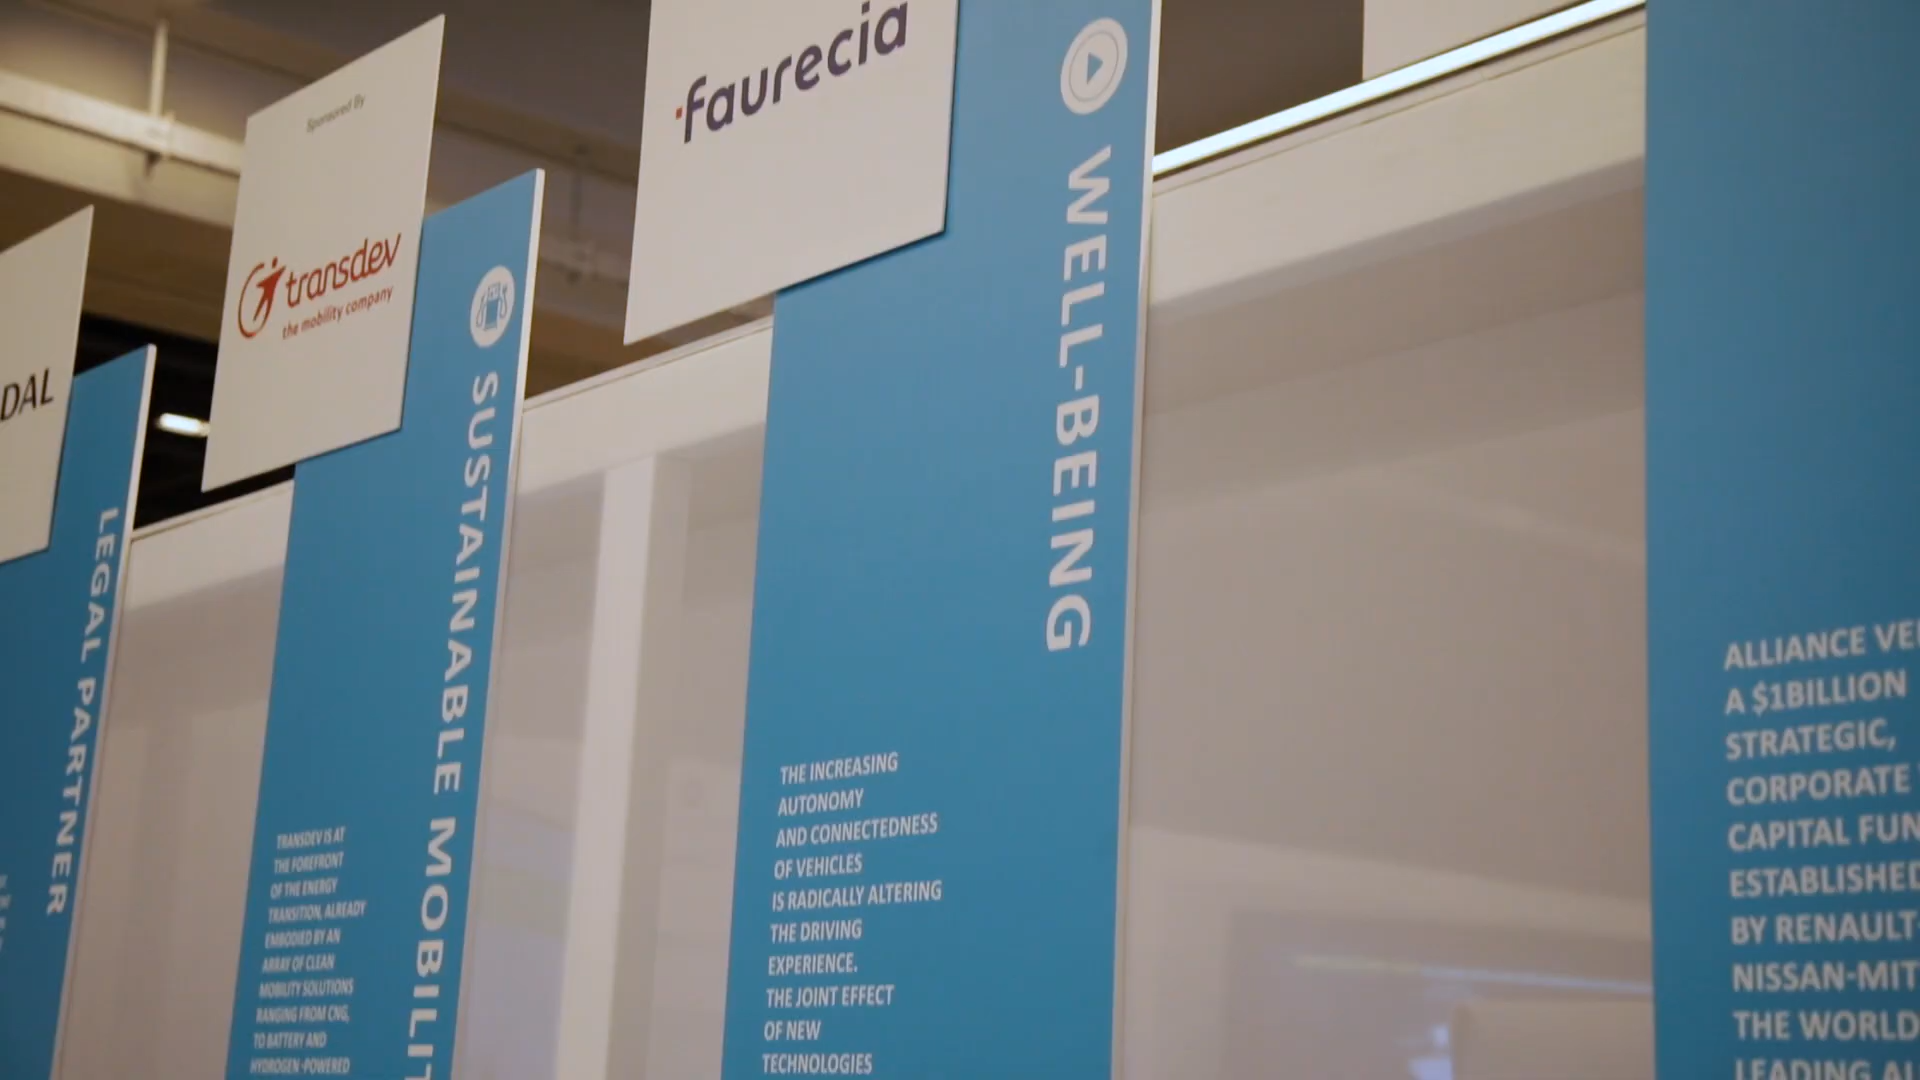 DAL
LEGAL PARTNER
Sponsored By
transdev
the mobility company
SUSTAINABLE MOBILIT
TRANSDEV IS AT
THE FOREFRONT
OF THE ENERGY
TRANSITION, ALREADY
EMBODIED BY AN
ARRAY OF CLEAN
MOBILITY SOLUTIONS
RANGING FROM CNG,
TO BATTERY AND
HYDROGEN-POWERED
faurecia
WELL-BEING
THE INCREASING
AUTONOMY
AND CONNECTEDNESS
OF VEHICLES
IS RADICALLY ALTERING
THE DRIVING
EXPERIENCE.
THE JOINT EFFECT
OF NEW
TECHNOLOGIES
ALLIANCE VE
A $1BILLION
STRATEGIC,
CORPORATE
CAPITAL FUN
ESTABLISHED
BY RENAULT-
NISSAN-MIT
THE WORLD
LEADING AL